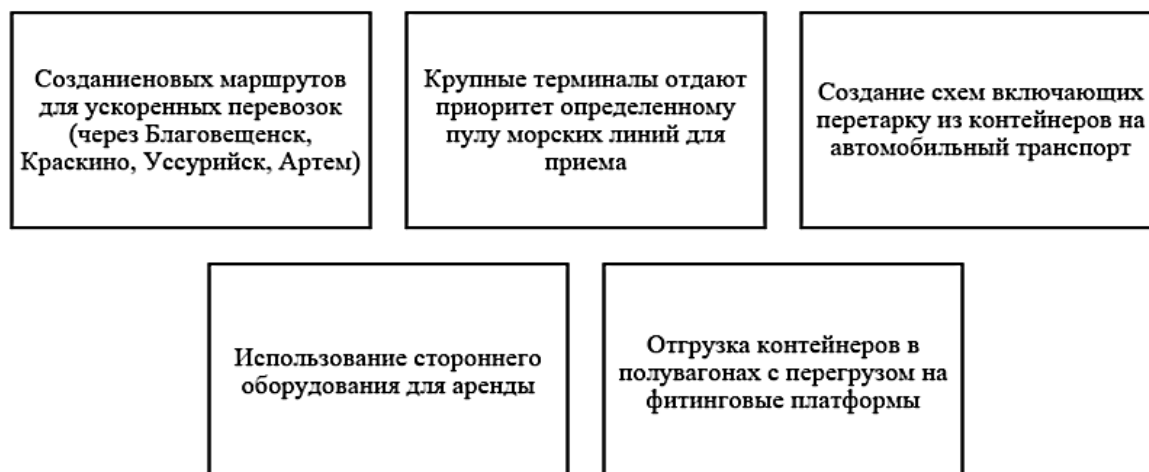 Созданиеновых маршрутов
для ускоренных перевозок
(через Благовещенск,
Краскино, Уссурийск, Артем)
Крупные терминалы отдают
приоритет определенному
пулу морских линий для
приема
Создание схем включающих
перетарку из контейнеров на
автомобильный транспорт
Использование стороннего
оборудования для аренды
Отгрузка контейнеров в
полувагонах с перегрузом на
фитинговые платформы